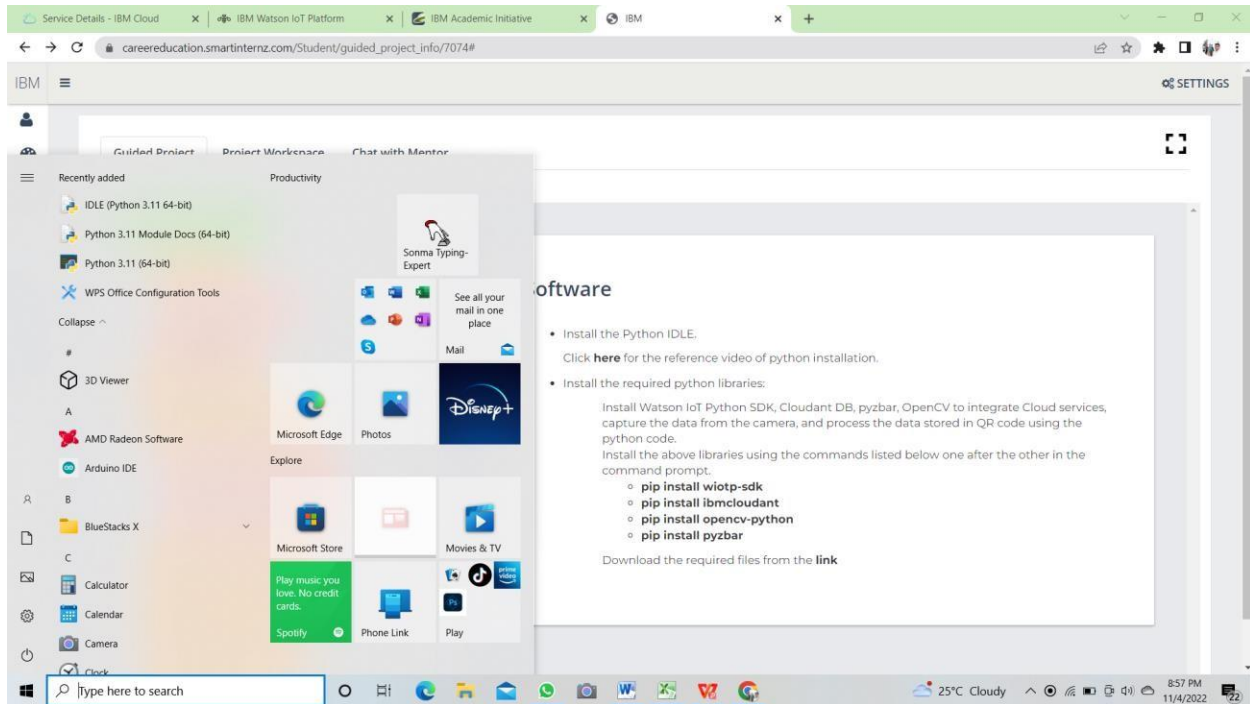 Service Details - IBM Cloud
IBM Watson IoT Platform
IBM Academic Initiative
IBM
careereducation.smartinternz.com/Student/guided_project_info/7074#
IBM
SETTINGS
Guided Project
Project Workspace
Chat with Mentor
Recently added
IDLE (Python 3.11 64-bit)
Python 3.11 Module Docs (64-bit)
Python 3.11 (64-bit)
WPS Office Configuration Tools
Collapse
#
3D Viewer
A
AMD Radeon Software
Arduino IDE
B
BlueStacks X
C
Calculator
Calendar
Camera
Clock
Productivity
Sonma Typing-
Expert
See all your
mail in one
place
Mail
Microsoft Edge
Photos
Disney+
Explore
Microsoft Store
Movies & TV
Play music you
love. No credit
cards.
Spotify
Phone Link
prime
video
Ps
Play
oftware
Install the Python IDLE.
Click here for the reference video of python installation.
Install the required python libraries:
Install Watson IoT Python SDK, Cloudant DB, pyzbar, OpenCV to integrate Cloud services,
capture the data from the camera, and process the data stored in QR code using the
python code.
Install the above libraries using the commands listed below one after the other in the
command prompt.
pip install wiotp-sdk
pip install ibmcloudant
pip install opencv-python
pip install pyzbar
Download the required files from the link
Type here to search
25°C Cloudy
8:57 PM
11/4/2022
22